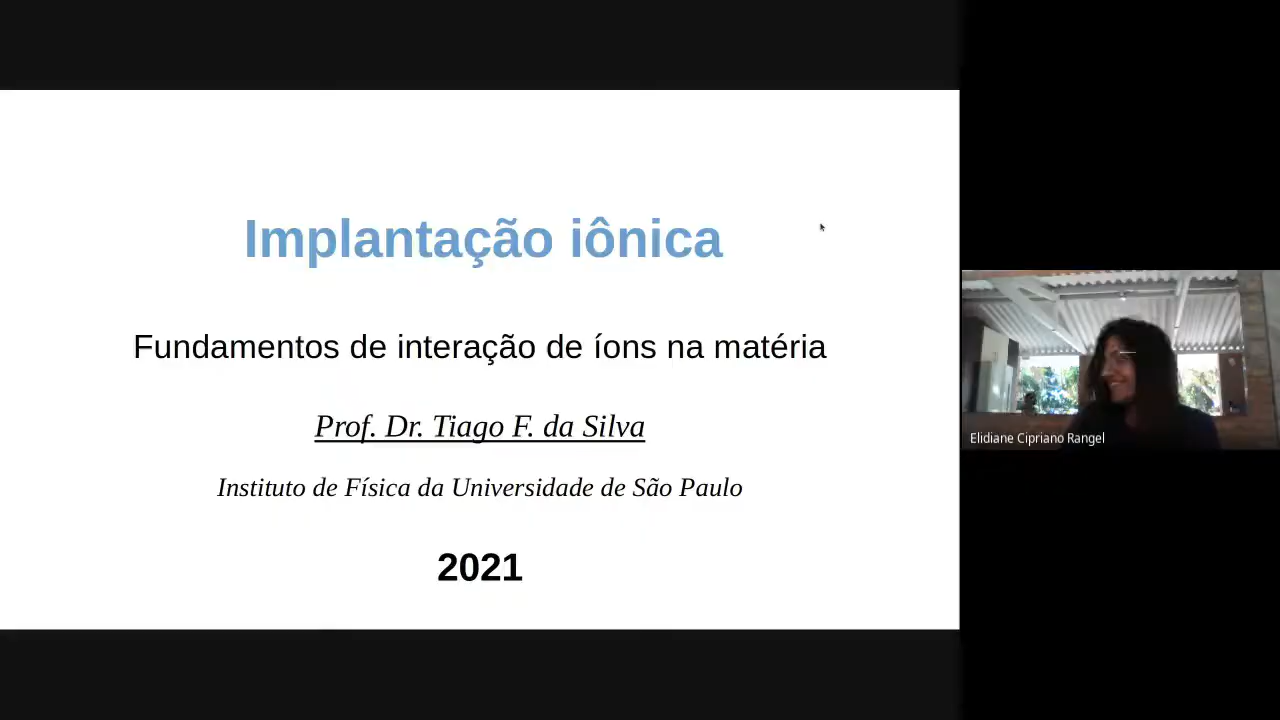 Implantação iônica
Fundamentos de interação de íons na matéria
Prof. Dr. Tiago F. da Silva
Instituto de Física da Universidade de São Paulo
2021
Elidiane Cipriano Rangel